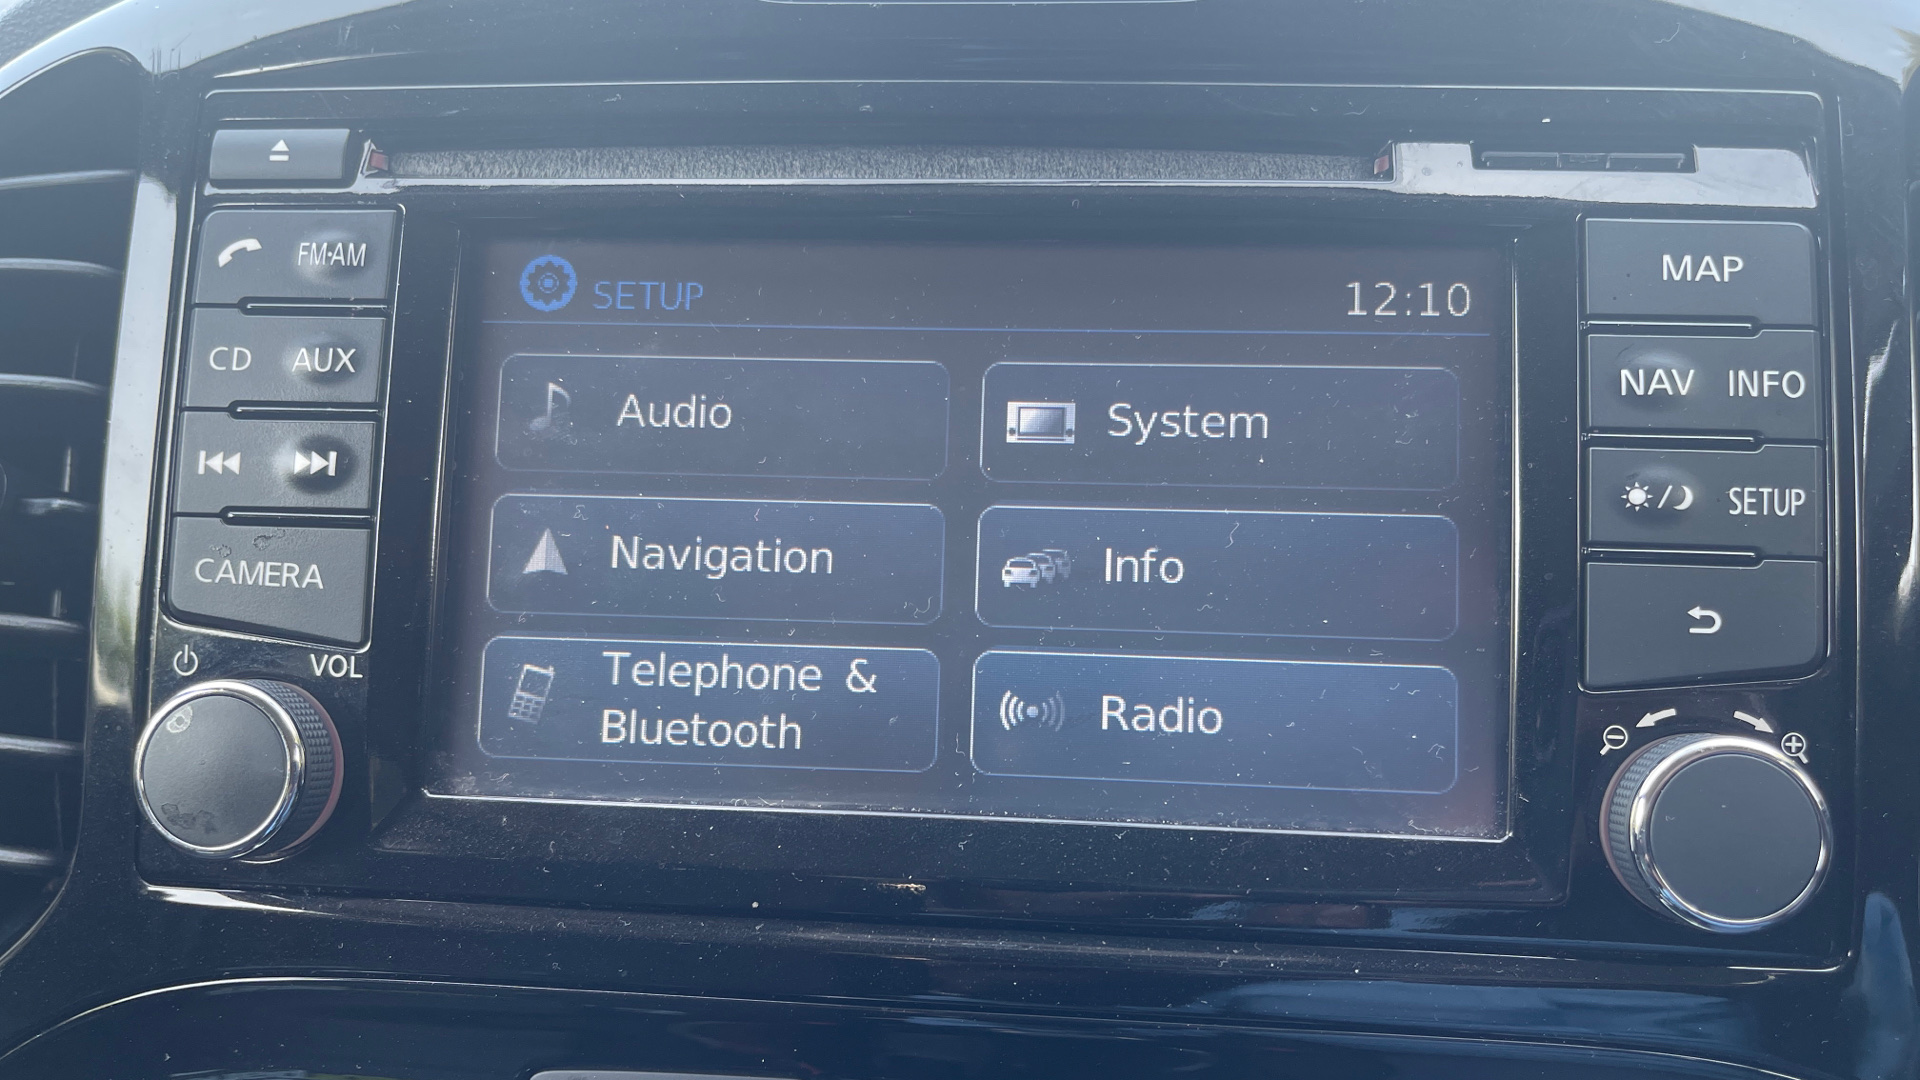 FM·AM
CD AUX
CAMERA
VOL
SETUP
12:10
Audio
System
Navigation
Info
Telephone &
Bluetooth
Radio
MAP
NAV INFO
SETUP